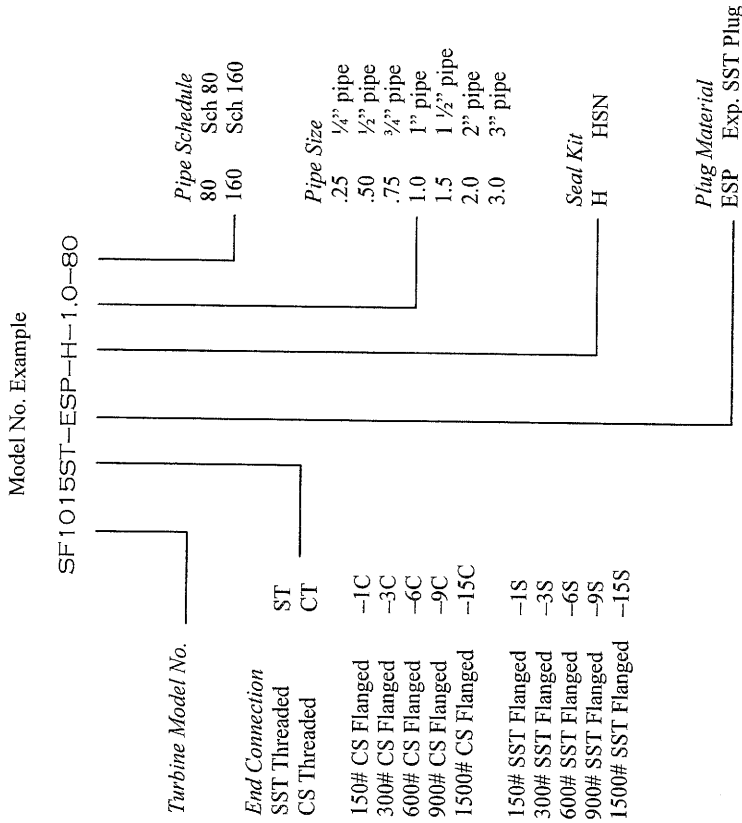 Model No. Example
SF1015ST-ESP-H-1.0-80
Turbine Model No.
End Connection
SST Threaded ST
CS Threaded CT
150# CS Flanged –1C
300# CS Flanged –3C
600# CS Flanged –6C
900# CS Flanged –9C
1500# CS Flanged –15C
150# SST Flanged –1S
300# SST Flanged –3S
600# SST Flanged –6S
900# SST Flanged –9S
1500# SST Flanged –15S
Pipe Schedule
80 Sch 80
160 Sch 160
Pipe Size
.25 ¼” pipe
.50 ½” pipe
.75 ¾” pipe
1.0 1” pipe
1.5 1 ½” pipe
2.0 2” pipe
3.0 3” pipe
Seal Kit
H HSN
Plug Material
ESP Exp. SST Plug